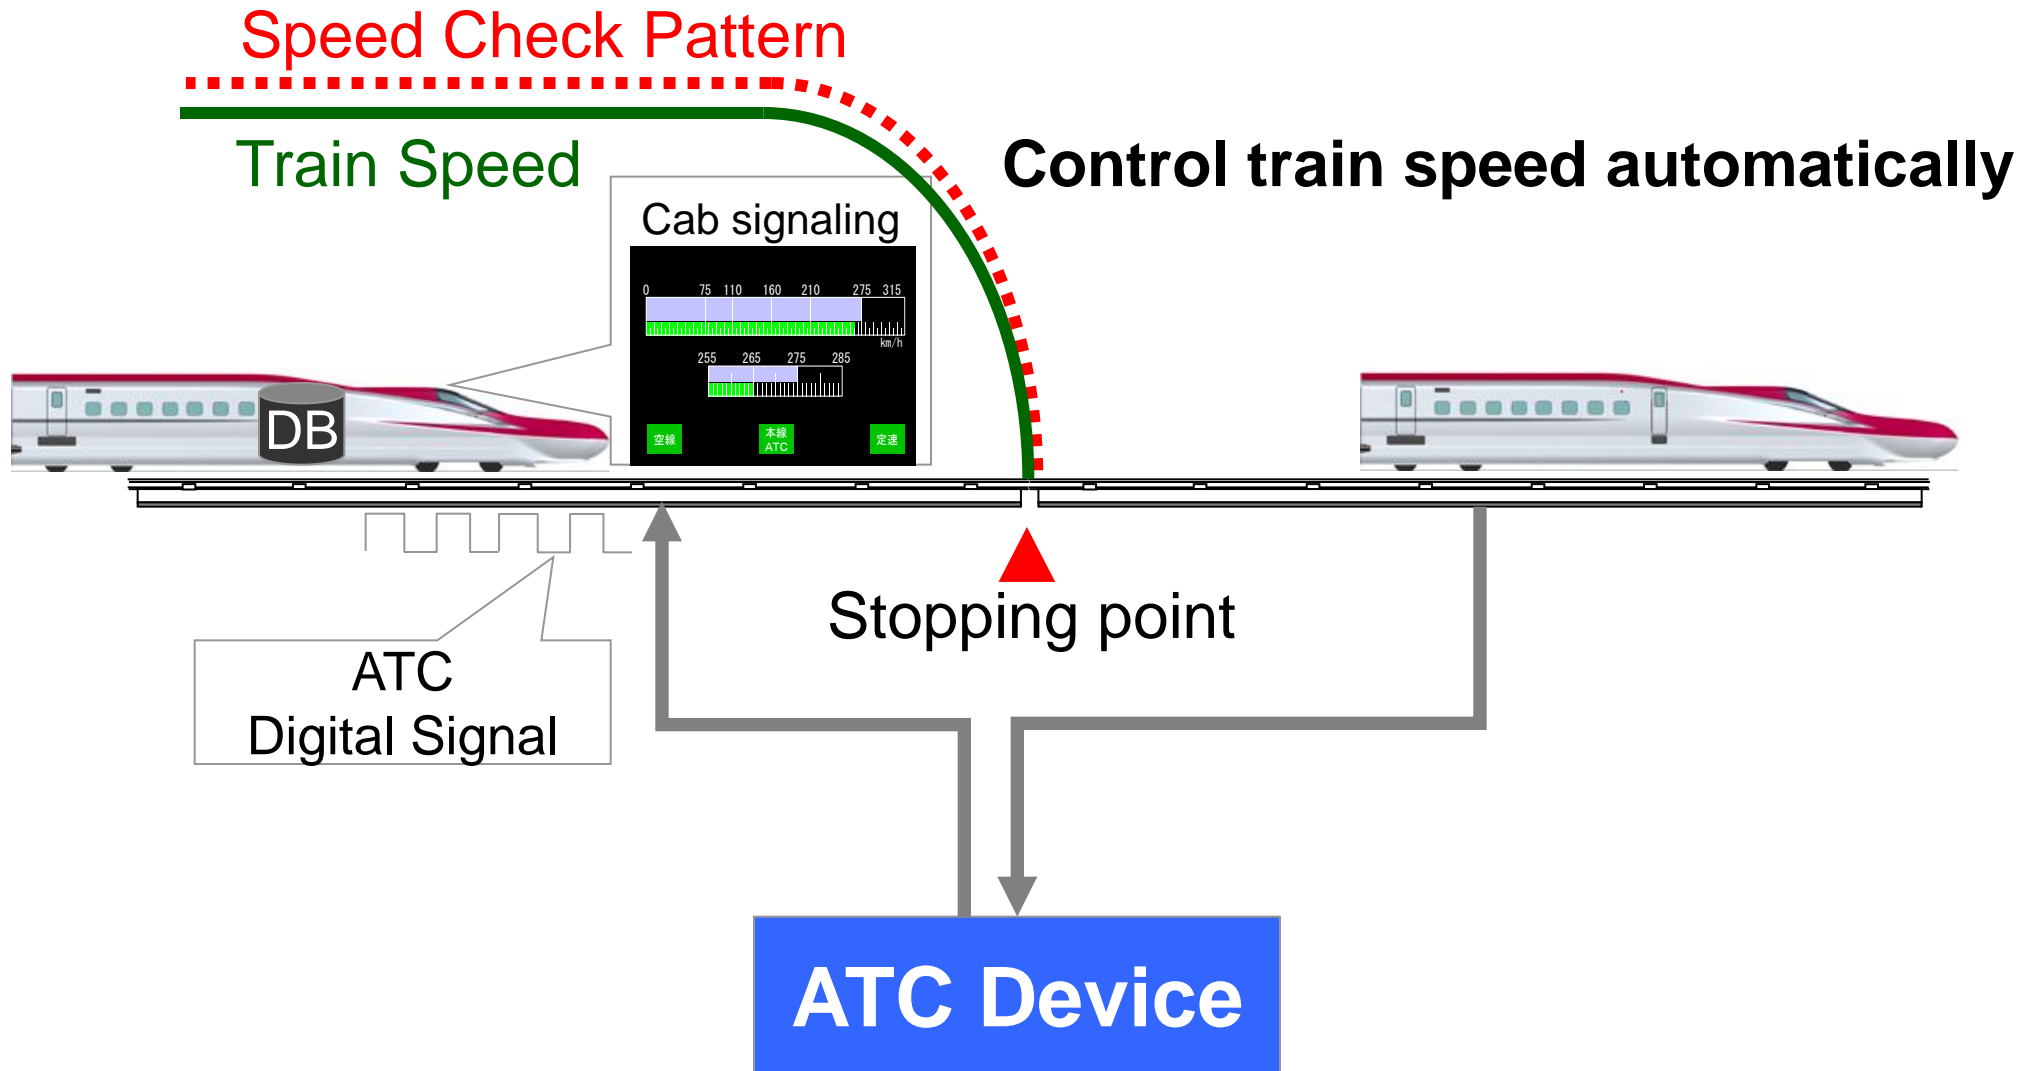 Speed Check Pattern
Train Speed
Control train speed automatically
Cab signaling
0 75 110 160 210 275 315
km/h
255 265 275 285
空線
本線
ATC
定速
DB
Stopping point
ATC
Digital Signal
ATC Device